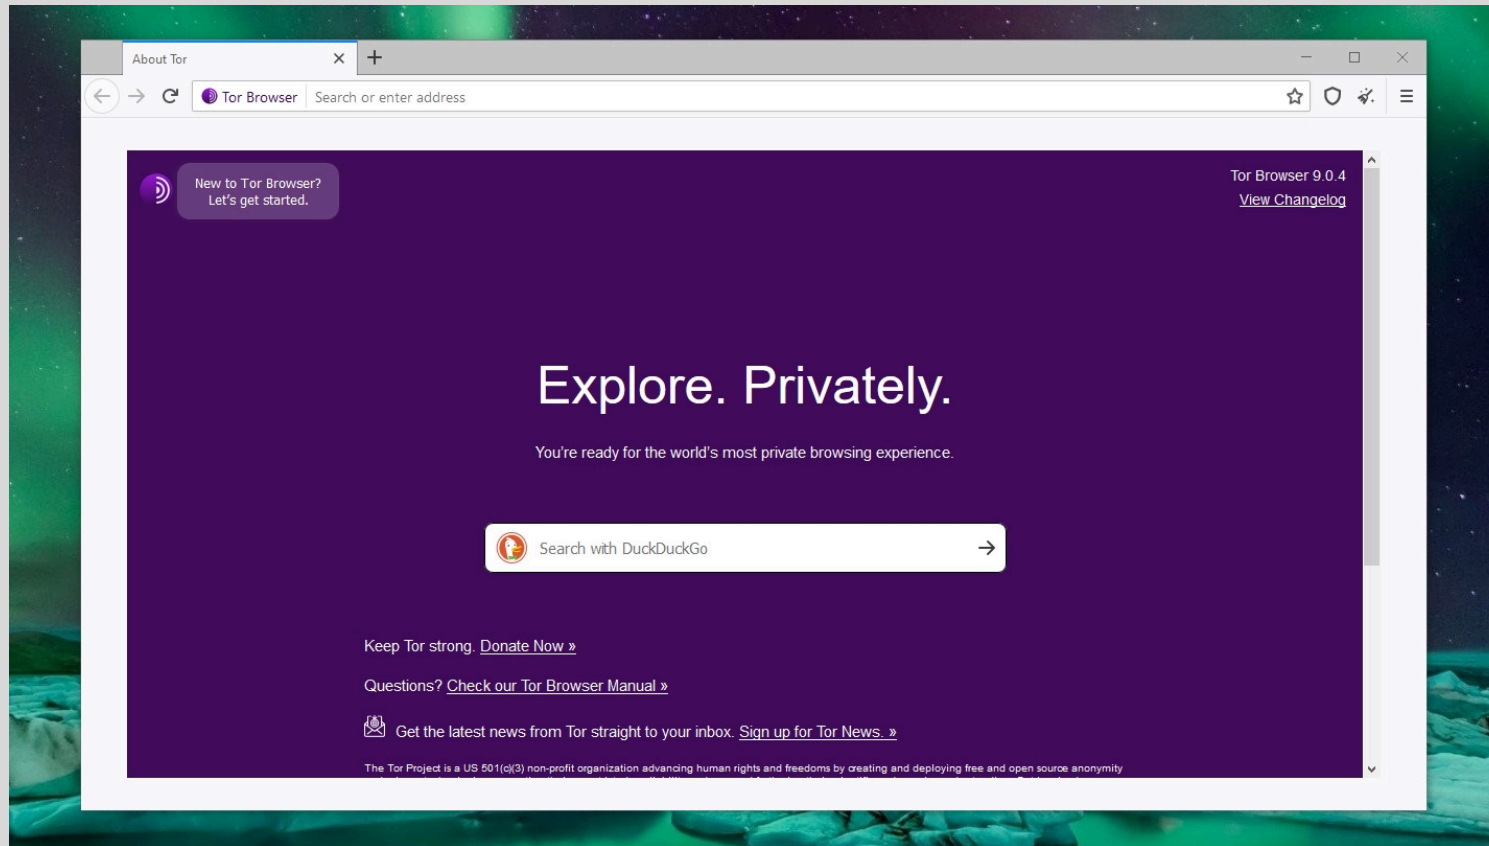 About Tor
Tor Browser
Search or enter address
New to Tor Browser?
Let's get started.
Tor Browser 9.0.4
View Changelog
Explore. Privately.
You're ready for the world's most private browsing experience.
Search with DuckDuckGo
Keep Tor strong. Donate Now »
Questions? Check our Tor Browser Manual »
Get the latest news from Tor straight to your inbox. Sign up for Tor News. »
The Tor Project is a US 501(c)(3) non-profit organization advancing human rights and freedoms by creating and deploying free and open source anonymity